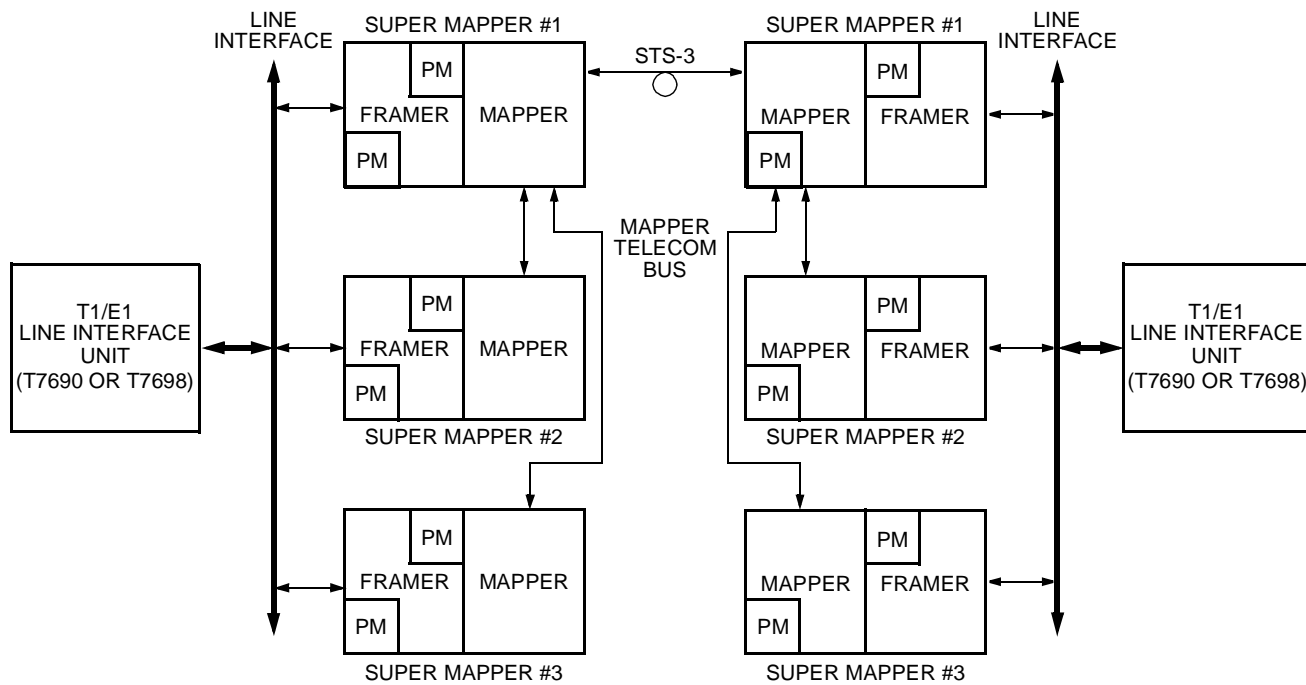 LINE
INTERFACE
SUPER MAPPER #1
PM
FRAMER
MAPPER
PM
STS-3
SUPER MAPPER #1
PM
MAPPER
FRAMER
PM
LINE
INTERFACE
MAPPER
TELECOM
BUS
T1/E1
LINE INTERFACE
UNIT
(T7690 OR T7698)
PM
FRAMER
MAPPER
PM
SUPER MAPPER #2
PM
MAPPER
FRAMER
PM
SUPER MAPPER #2
T1/E1
LINE INTERFACE
UNIT
(T7690 OR T7698)
PM
FRAMER
MAPPER
PM
SUPER MAPPER #3
PM
MAPPER
FRAMER
PM
SUPER MAPPER #3